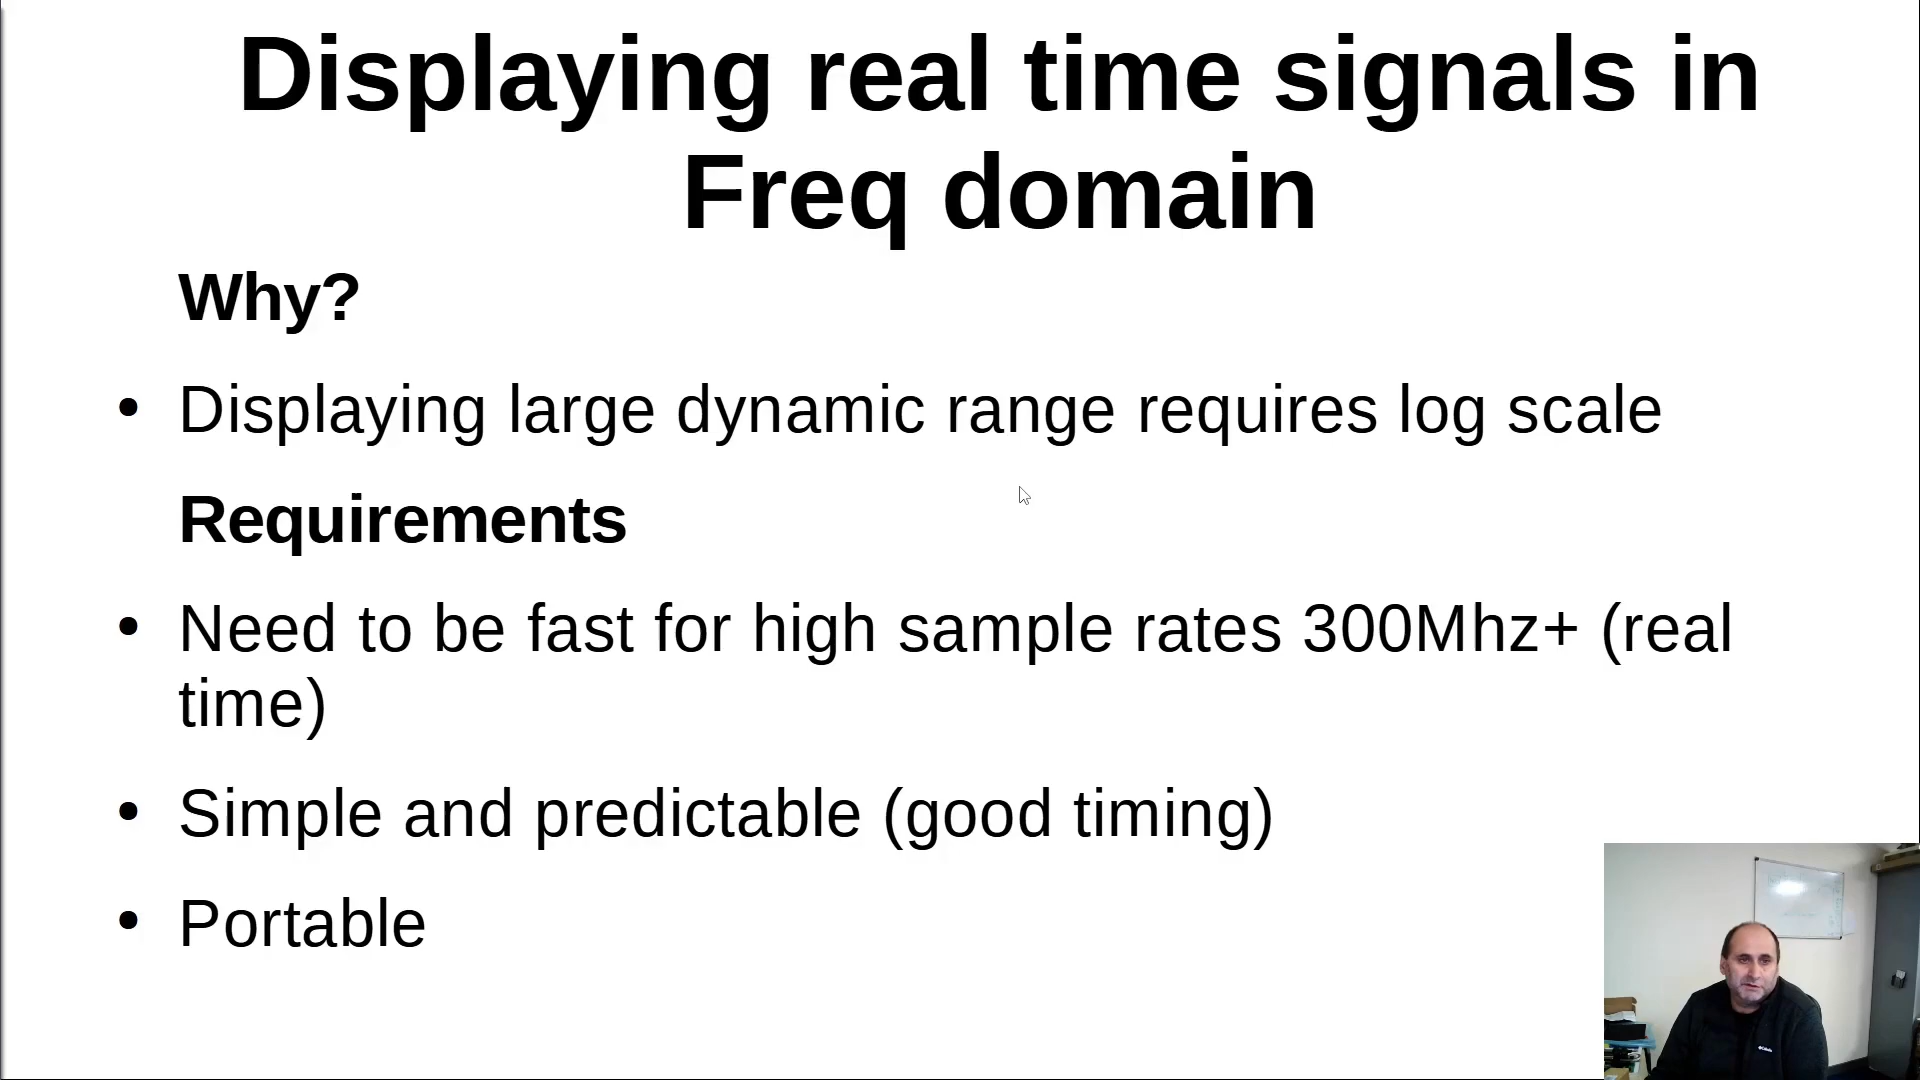 Displaying real time signals in
Freq domain
Why?
• Displaying large dynamic range requires log scale
Requirements
• Need to be fast for high sample rates 300Mhz+ (real
time)
• Simple and predictable (good timing)
• Portable